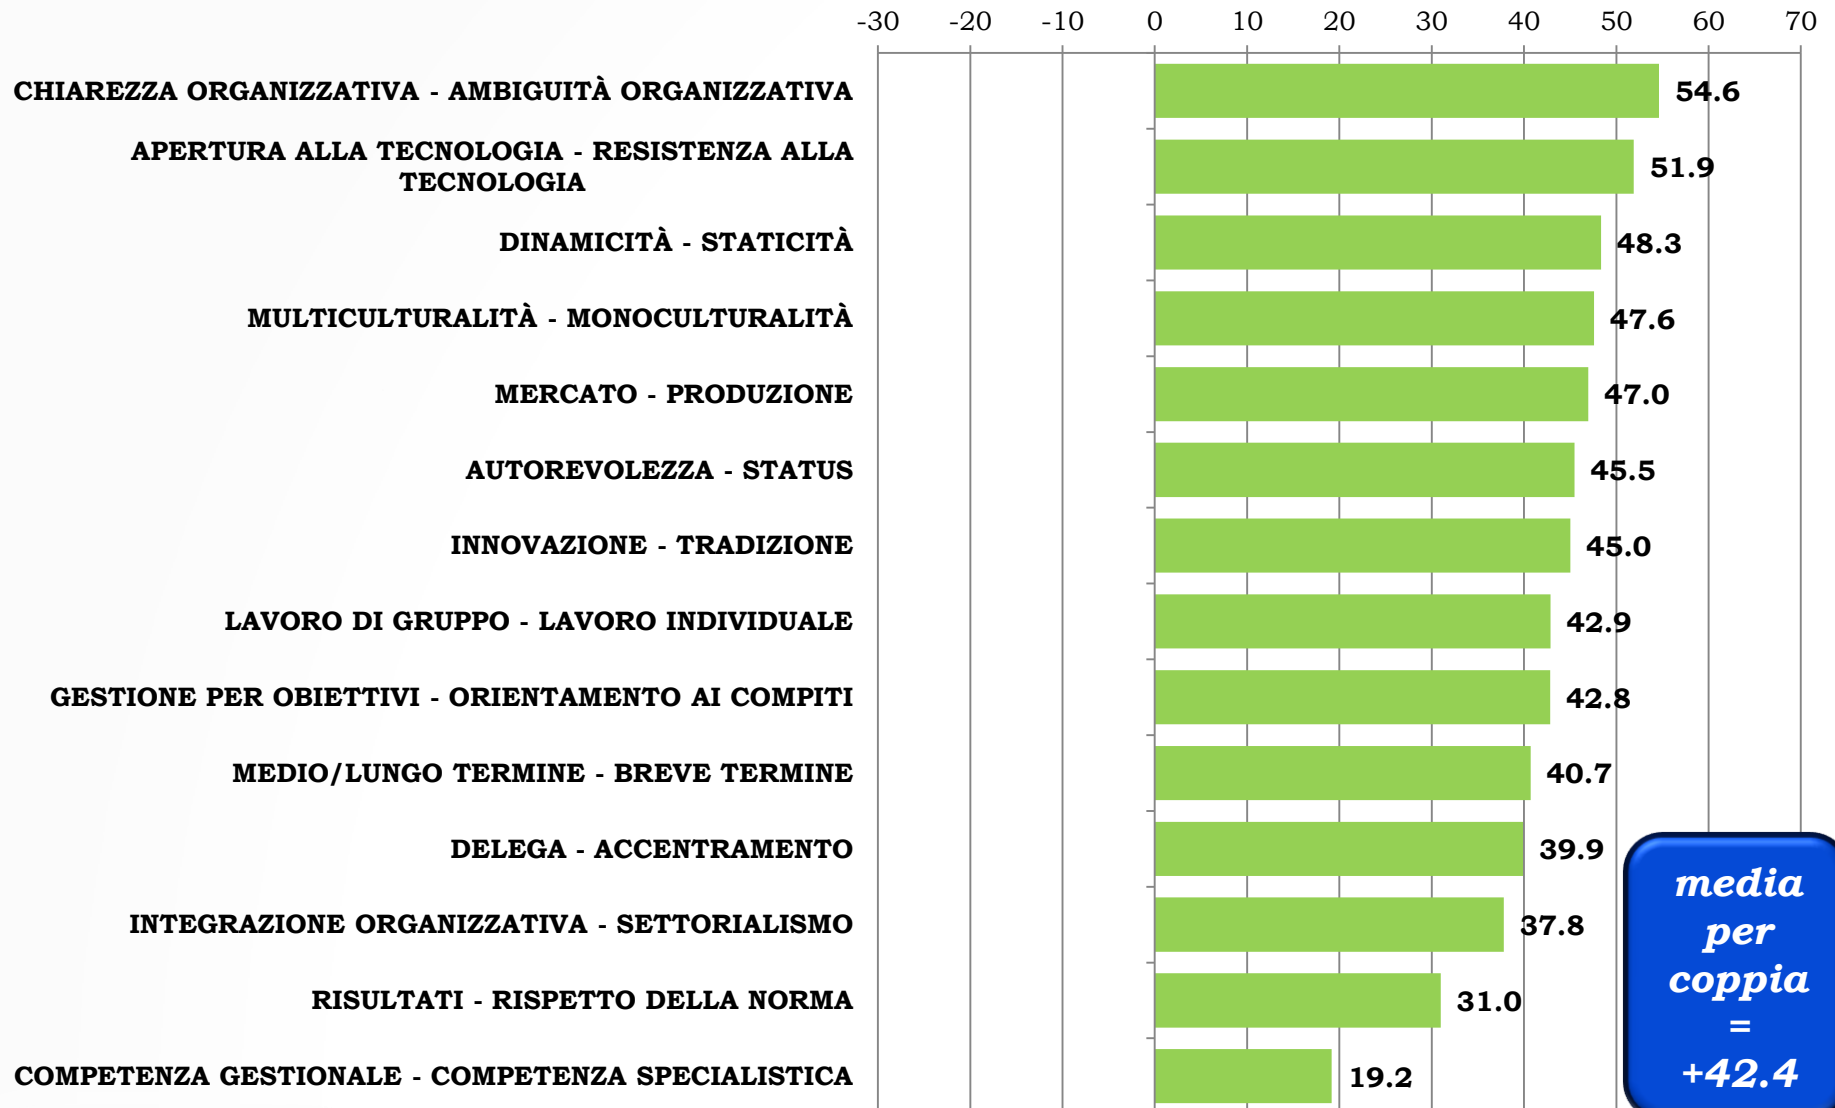 -30 -20 -10 0 10 20 30 40 50 60 70
CHIAREZZA ORGANIZZATIVA - AMBIGUITÀ ORGANIZZATIVA 54.6
APERTURA ALLA TECNOLOGIA - RESISTENZA ALLA
TECNOLOGIA 51.9
DINAMICITÀ - STATICITÀ 48.3
MULTICULTURALITÀ - MONOCULTURALITÀ 47.6
MERCATO - PRODUZIONE 47.0
AUTOREVOLEZZA - STATUS 45.5
INNOVAZIONE - TRADIZIONE 45.0
LAVORO DI GRUPPO - LAVORO INDIVIDUALE 42.9
GESTIONE PER OBIETTIVI - ORIENTAMENTO AI COMPITI 42.8
MEDIO/LUNGO TERMINE - BREVE TERMINE 40.7
DELEGA - ACCENTRAMENTO 39.9
INTEGRAZIONE ORGANIZZATIVA - SETTORIALISMO 37.8
RISULTATI - RISPETTO DELLA NORMA 31.0
COMPETENZA GESTIONALE - COMPETENZA SPECIALISTICA 19.2
media
per
coppia
=
+42.4